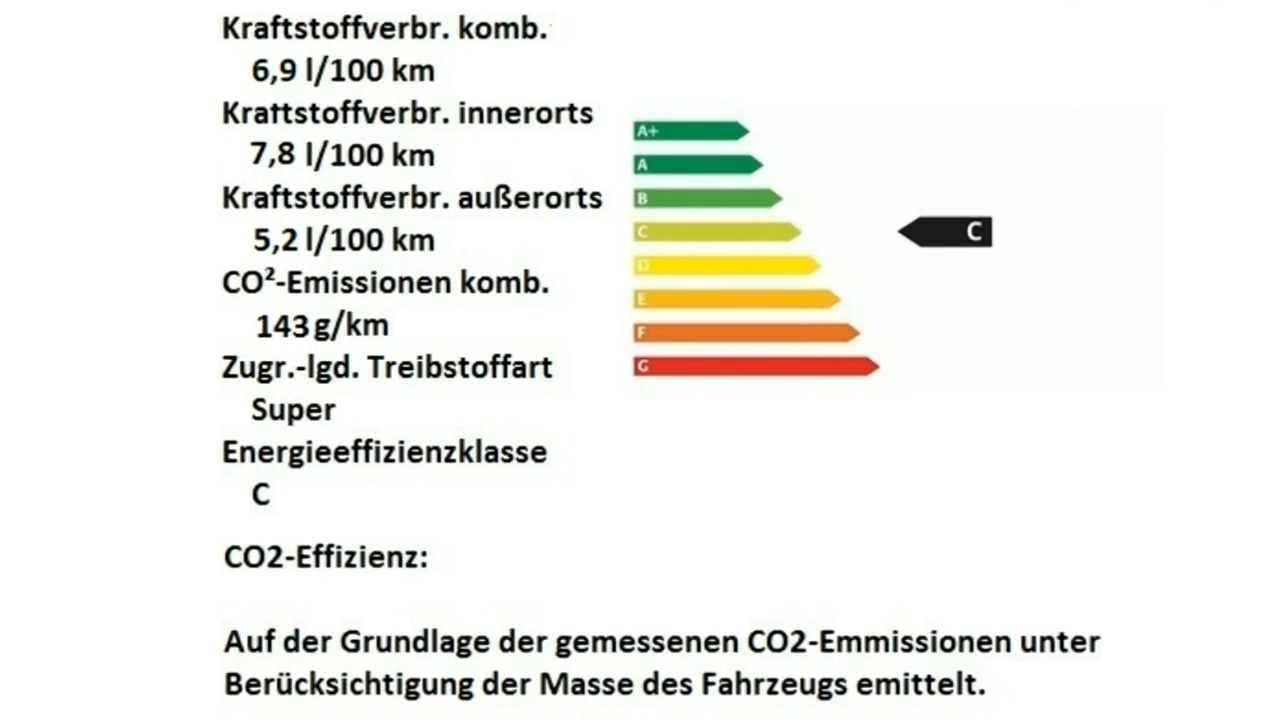 Kraftstoffverbr. komb.
6,9 l/100 km
Krattstoffverbr. innerorts
7,8 l/100 km
Kraftstoffverbr. außerorts
5,2 l/100 km
CO²-Emissionen komb.
143 g/km
Zugr.-lgd. Treibstoffart
Super
Energieeffizienzklasse
C
A+
A
B
C
D
E
F
G
C
CO2-Effizienz:
Auf der Grundlage der gemessenen CO2-Emmissionen unter
Berücksichtigung der Masse des Fahrzeugs emittelt.